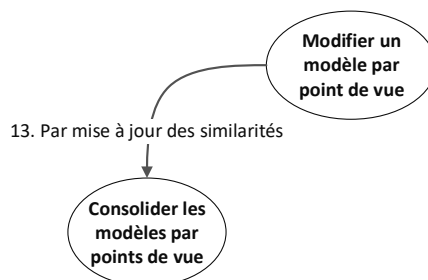 Modifier un
modèle par
point de vue
13. Par mise à jour des similarités
Consolider les
modèles par
points de vue